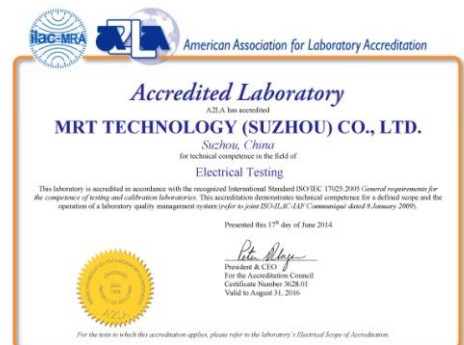 ilac-MRA
A2LA
American Association for Laboratory Accreditation
Accredited Laboratory
A2LA has accredited
MRT TECHNOLOGY (SUZHOU) CO., LTD.
Suzhou, China
for technical competence in the field of
Electrical Testing
This laboratory is accredited in accordance with the recognized International Standard ISO/IEC 17025:2005 General requirements for
the competence of testing and calibration laboratories. This accreditation demonstrates technical competence for a defined scope and the
operation of a laboratory quality management system (refer to joint ISO-ILAC-IAF Communiqué dated 8 January 2009).
Presented this 17th day of June 2014.
President & CEO
For the Accreditation Council
Certificate Number 3628.01
Valid to August 31, 2016
A2LA
For the tests to which this accreditation applies, please refer to the laboratory's Electrical Scope of Accreditation.